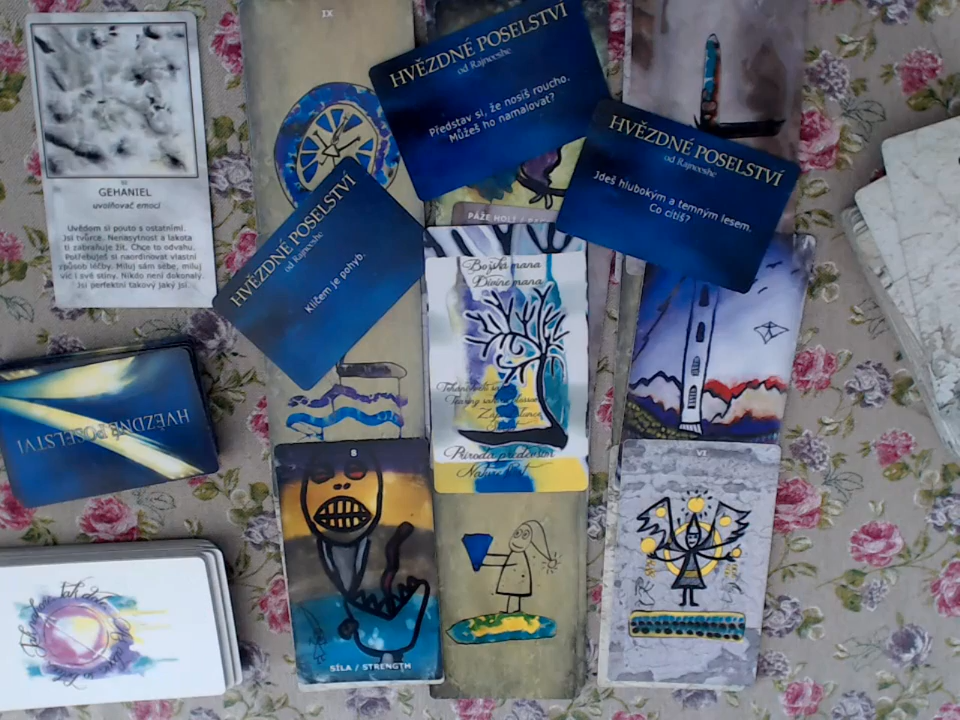 IX
HVĚZDNÉ POSELSTVÍ
od Rajneeshe
Představ si, že nosíš roucho.
Můžeš ho namalovat?
HVĚZDNÉ POSELSTVÍ
od Rajneeshe
Jdeš hlubokým a temným lesem.
Co cítíš?
GEHANIEL
uvolňovač emocí
Uvědom si pouto s ostatními.
Jsi tvůrce. Nenasytnost a lakota
ti zabraňuje žít. Chce to odvahu.
Potřebuješ si naordinovat vlastní
způsob léčby. Miluj sám sebe, miluj
víc i své stíny. Nikdo není dokonalý.
Jsi perfektní takový jaký jsi.
HVĚZDNÉ POSELSTVÍ
od Rajneeshe
Klíčem je pohyb.
PÁŽE HOLÍ /
Božská mana
Divine mana
Příroda předčí
HVĚZDNÉ POSELSTVÍ
8
SÍLA / STRENGTH
VI